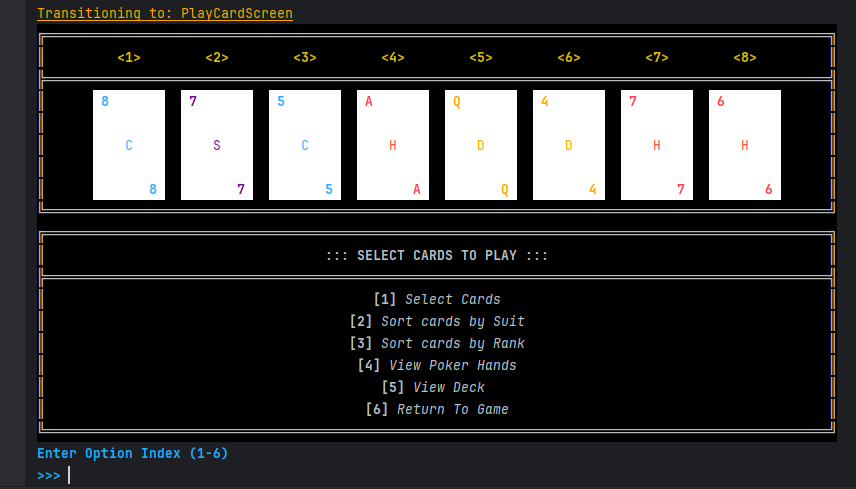 Transitioning to: PlayCardScreen
<1> <2> <3> <4> <5> <6> <7> <8>
8 7 5 A Q 4 7 6
C S C H D D H H
8 7 5 A Q 4 7 6
::: SELECT CARDS TO PLAY :::
[1] Select Cards
[2] Sort cards by Suit
[3] Sort cards by Rank
[4] View Poker Hands
[5] View Deck
[6] Return To Game
Enter Option Index (1-6)
>>>